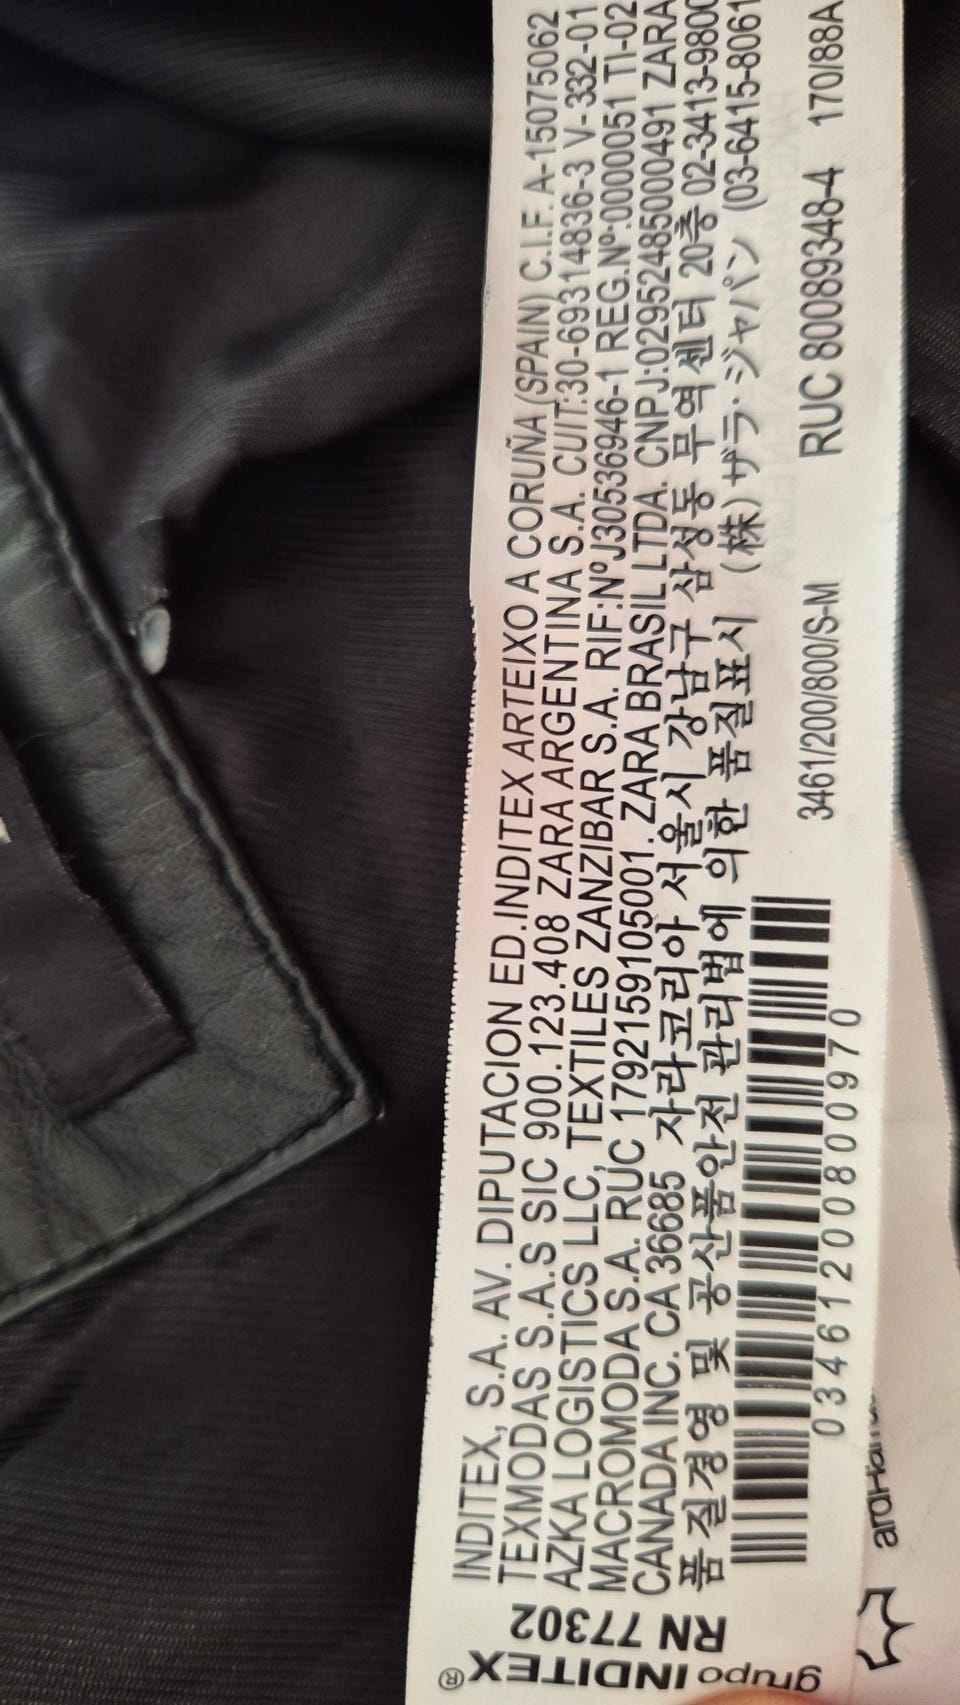 grupo INDITEX®
RN 77302
INDITEX, S.A. AV. DIPUTACION ED.INDITEX ARTEIXO A CORUÑA (SPAIN) C.I.F. A-15075062
TEXMODAS S.A.S SIC 900.123.408 ZARA ARGENTINA S.A. CUIT:30-69314836-3 V-332-01
AZKA LOGISTICS LLC, TEXTILES ZANZIBAR S.A. RIF:NºJ30536946-1 REG.Nº:0000051 TI-02
MACROMODA S.A. RUC 1792159105001. ZARA BRASIL LTDA. CNPJ:02952485000491 ZARA
CANADA INC. CA 36685 자라코리아 서울시 강남구 삼성동 무역센터 20층 02-3413-9800
품질경영 및 공산품안전 관리법에 의한 품질표시 (株) ザラ・ジャパン (03-6415-8061
03461200800970
3461/200/800/S-M RUC 80089348-4 170/88A